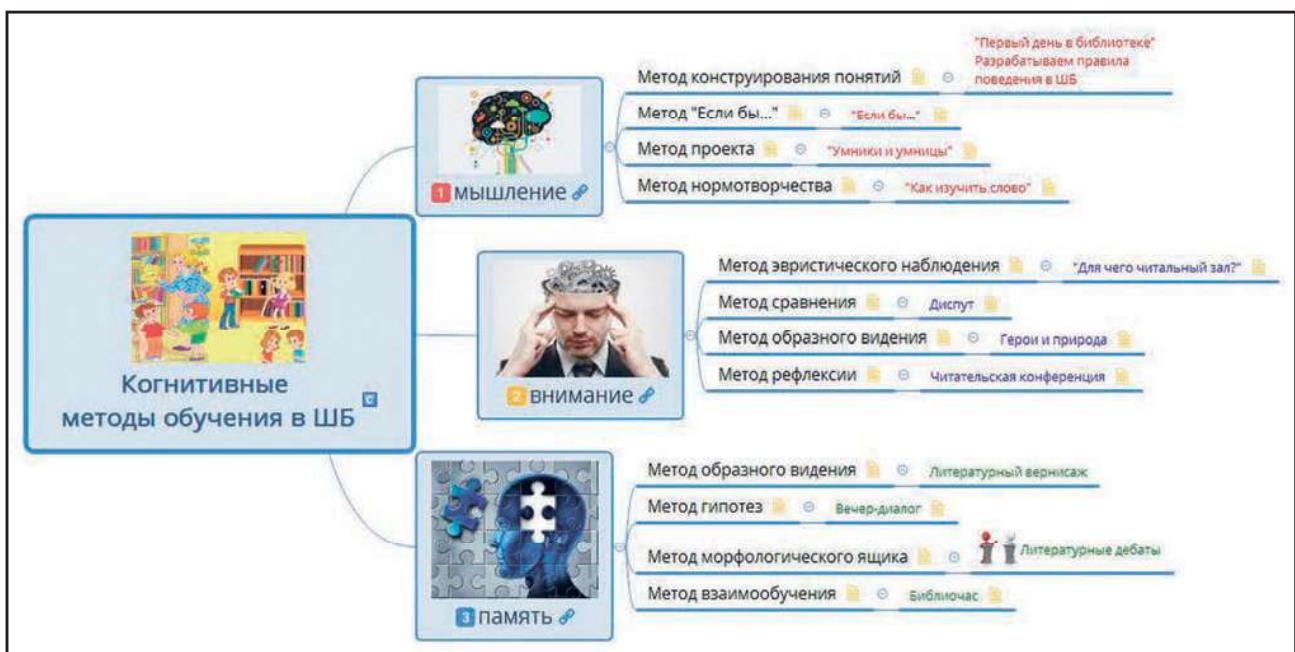 Когнитивные
методы обучения в ШБ
1 мышление
Метод конструирования понятий
"Первый день в библиотеке"
Разрабатываем правила
поведения в ШБ
Метод "Если бы..."
"Если бы..."
Метод проекта
"Умники и умницы"
Метод нормотворчества
"Как изучить слово"
2 внимание
Метод эвристического наблюдения
"Для чего читальный зал?"
Метод сравнения
Диспут
Метод образного видения
Герои и природа
Метод рефлексии
Читательская конференция
3 память
Метод образного видения
Литературный вернисаж
Метод гипотез
Вечер-диалог
Метод морфологического ящика
Литературные дебаты
Метод взаимообучения
Библиочас